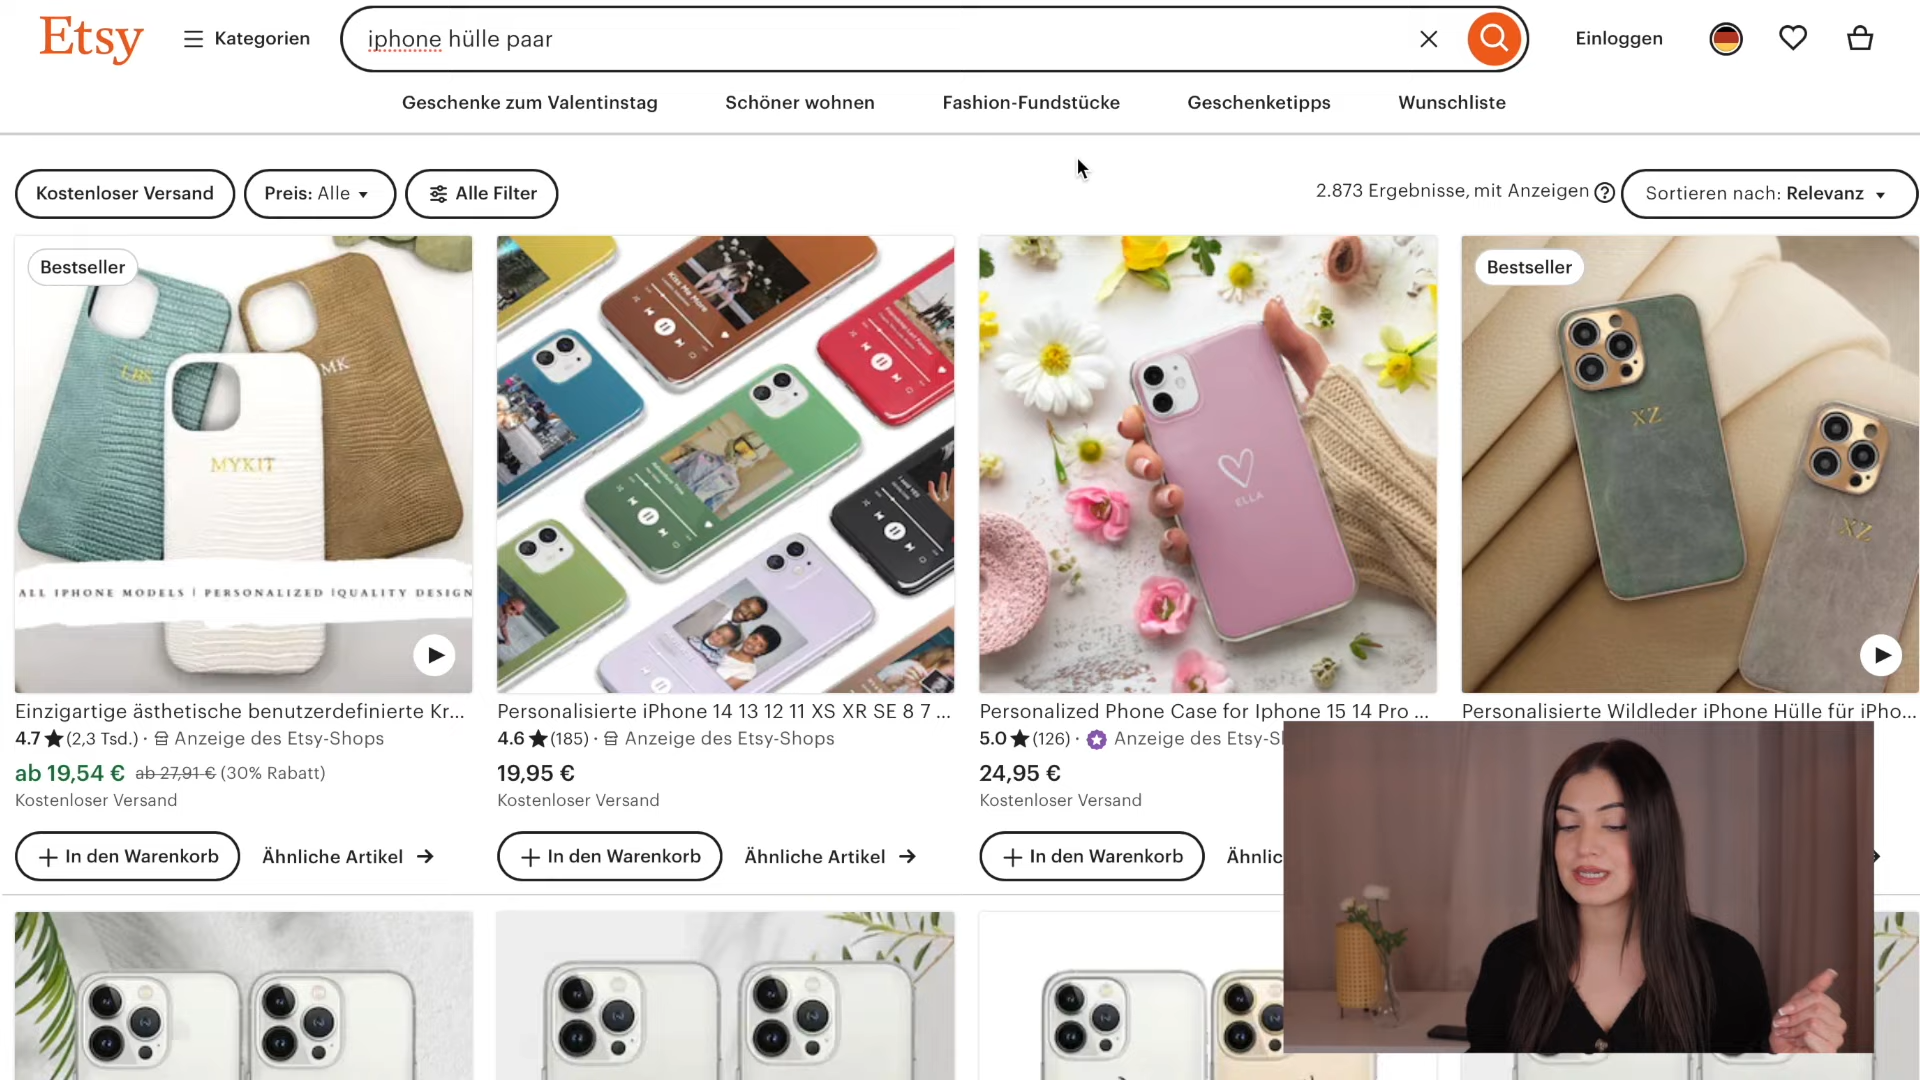 Etsy
Kategorien
iphone hülle paar
Einloggen
Geschenke zum Valentinstag
Schöner wohnen
Fashion-Fundstücke
Geschenketipps
Wunschliste
Kostenloser Versand
Preis: Alle
Alle Filter
2.873 Ergebnisse, mit Anzeigen
Sortieren nach: Relevanz
Bestseller
LBK
MK
MYKIT
ALL IPHONE MODELS | PERSONALIZED |QUALITY DESIGN
Kiss Me More
ELLA
Bestseller
XZ
XZ
Einzigartige ästhetische benutzerdefinierte Kr...
4.7 (2,3 Tsd.) · Anzeige des Etsy-Shops
ab 19,54 € ab 27,91 € (30% Rabatt)
Kostenloser Versand
+ In den Warenkorb
Ähnliche Artikel →
Personalisierte iPhone 14 13 12 11 XS XR SE 8 7 ...
4.6 (185) · Anzeige des Etsy-Shops
19,95 €
Kostenloser Versand
+ In den Warenkorb
Ähnliche Artikel →
Personalized Phone Case for Iphone 15 14 Pro ...
5.0 (126) · Anzeige des Etsy-S
24,95 €
Kostenloser Versand
+ In den Warenkorb
Ähnlic
Personalisierte Wildleder iPhone Hülle für iPho...